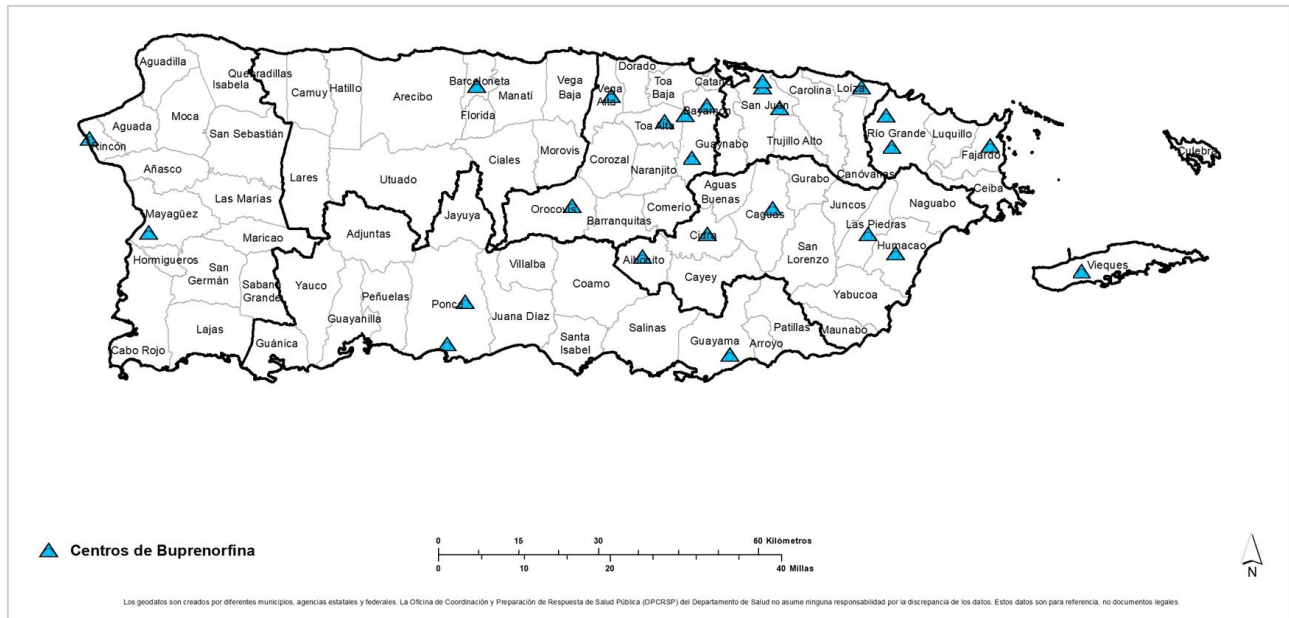 Aguadilla
Isabela
Quebradillas
Camuy
Hatillo
Arecibo
Barceloneta
Manatí
Vega
Baja
Vega
Alta
Dorado
Toa
Baja
Cataño
San Juan
Carolina
Loíza
Moca
Aguada
Rincón
San Sebastián
Florida
Toa Alta
Bayamón
Guaynabo
Trujillo Alto
Río Grande
Luquillo
Fajardo
Culebra
Añasco
Las Marías
Lares
Utuado
Ciales
Morovis
Corozal
Naranjito
Canóvanas
Ceiba
Mayagüez
Maricao
Adjuntas
Jayuya
Orocovis
Barranquitas
Comerío
Aguas
Buenas
Caguas
Gurabo
Juncos
Las Piedras
Naguabo
Humacao
Hormigueros
San
Germán
Sabana
Grande
Yauco
Peñuelas
Guayanilla
Ponce
Villalba
Juana Díaz
Coamo
Aibonito
Cidra
Cayey
San
Lorenzo
Yabucoa
Vieques
Cabo Rojo
Lajas
Guánica
Santa
Isabel
Salinas
Guayama
Arroyo
Patillas
Maunabo
Centros de Buprenorfina
0 15 30 60 Kilómetros
0 10 20 40 Millas
N
Los geodatos son creados por diferentes municipios, agencias estatales y federales. La Oficina de Coordinación y Preparación de Respuesta de Salud Pública (OPCRSP) del Departamento de Salud no asume ninguna responsabilidad por la discrepancia de los datos. Estos datos son para referencia, no documentos legales.